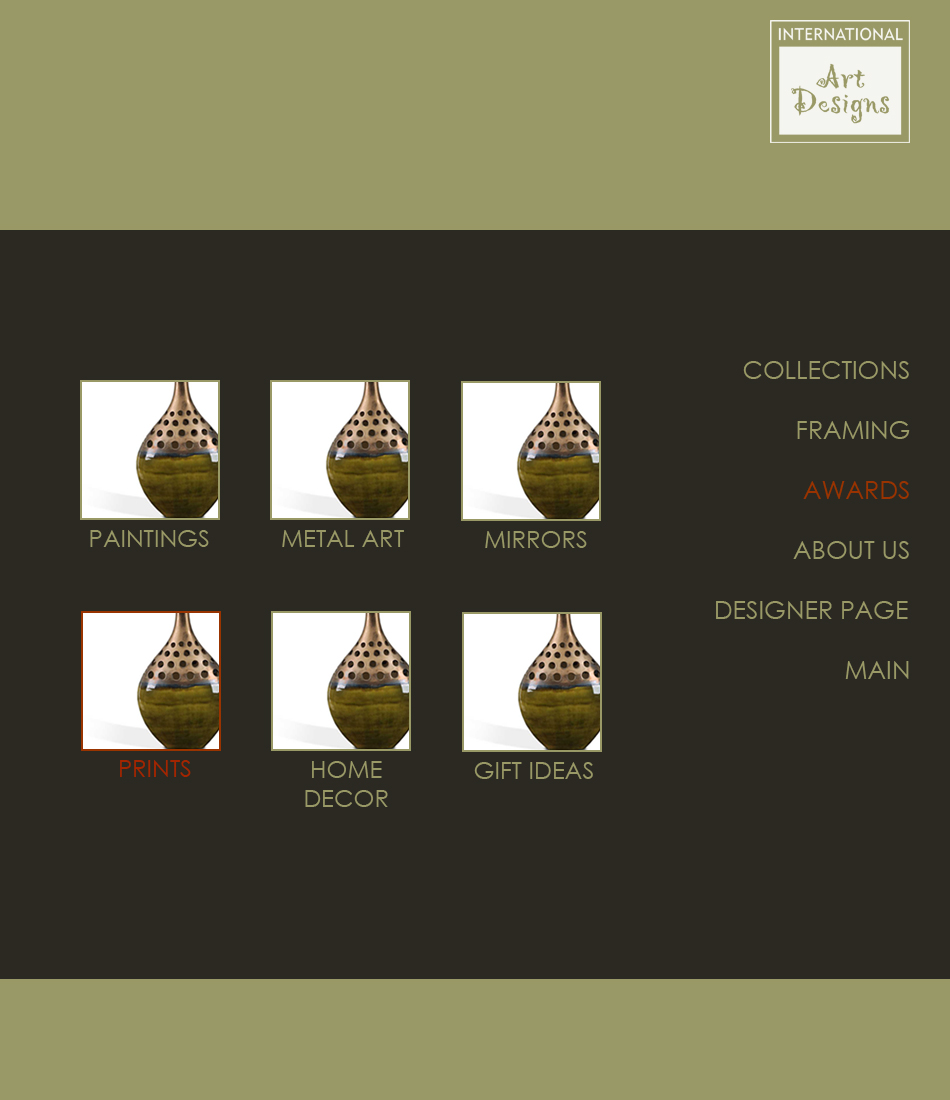 INTERNATIONAL
Art
Designs
COLLECTIONS
FRAMING
AWARDS
ABOUT US
DESIGNER PAGE
MAIN
PAINTINGS
METAL ART
MIRRORS
PRINTS
HOME
DECOR
GIFT IDEAS